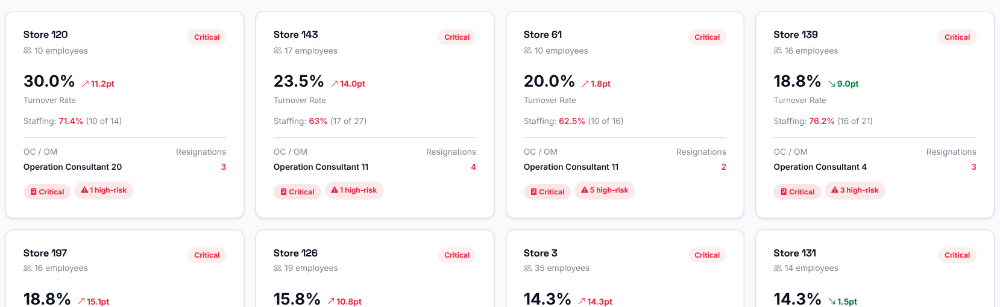 Store 120
Critical
10 employees
30.0% ↗ 11.2pt
Turnover Rate
Staffing: 71.4% (10 of 14)
OC / OM Resignations
Operation Consultant 20 3
Critical 1 high-risk
Store 143
Critical
17 employees
23.5% ↗ 14.0pt
Turnover Rate
Staffing: 63% (17 of 27)
OC / OM Resignations
Operation Consultant 11 4
Critical 1 high-risk
Store 61
Critical
10 employees
20.0% ↗ 1.8pt
Turnover Rate
Staffing: 62.5% (10 of 16)
OC / OM Resignations
Operation Consultant 11 2
Critical 5 high-risk
Store 139
Critical
16 employees
18.8% ↘ 9.0pt
Turnover Rate
Staffing: 76.2% (16 of 21)
OC / OM Resignations
Operation Consultant 4 3
Critical 3 high-risk
Store 197
Critical
16 employees
18.8% ↗ 15.1pt
Store 126
Critical
19 employees
15.8% ↗ 10.8pt
Store 3
Critical
35 employees
14.3% ↗ 14.3pt
Store 131
Critical
14 employees
14.3% ↘ 1.5pt